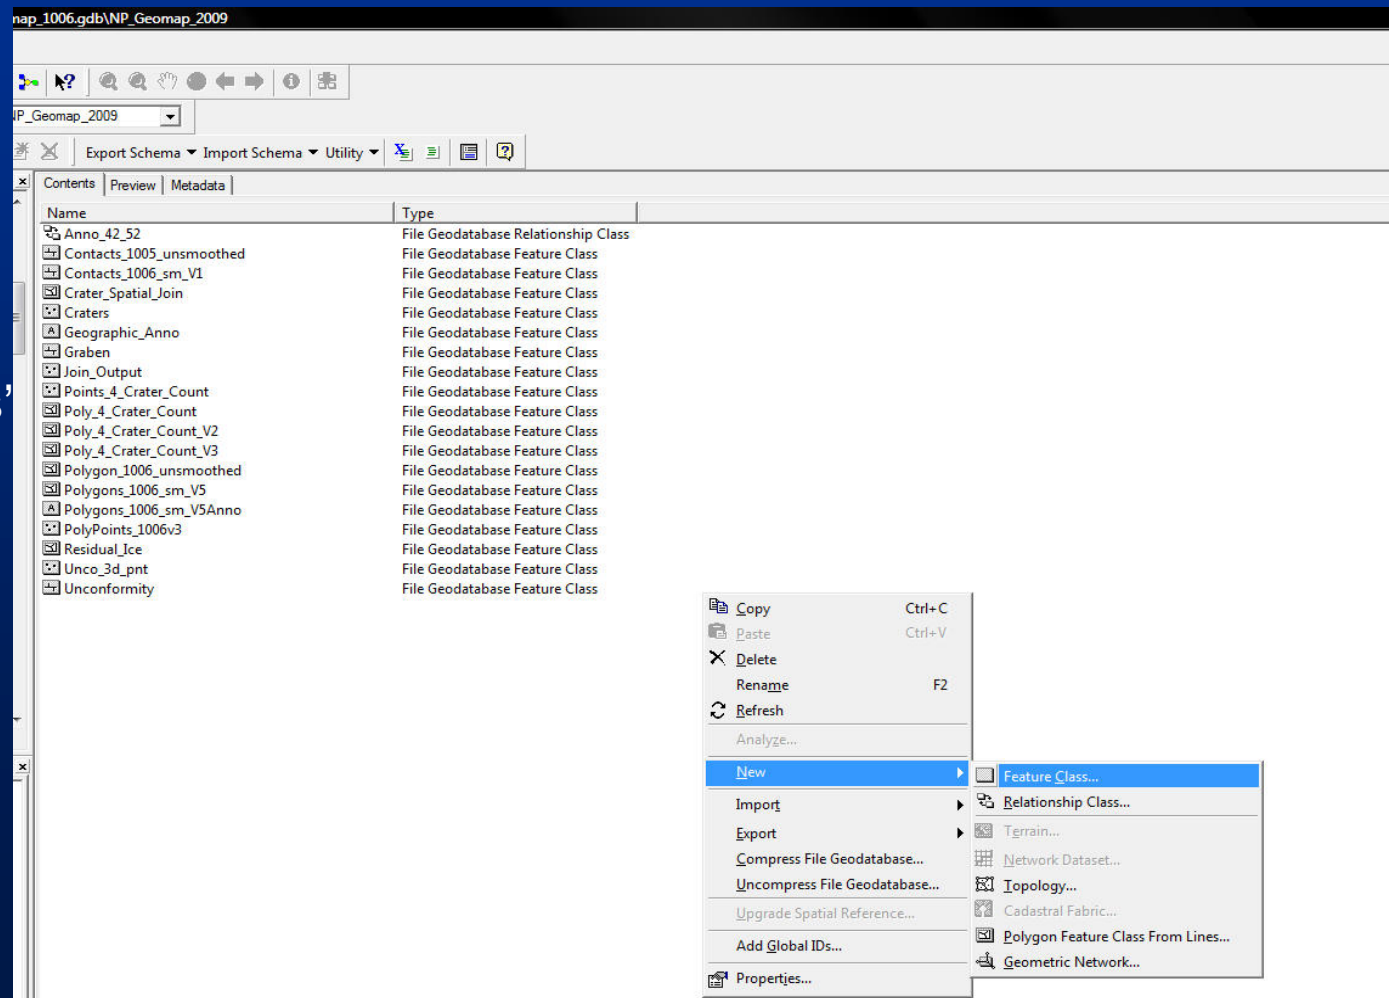 map_1006.gdb\NP_Geomap_2009
NP_Geomap_2009
Export Schema Import Schema Utility
Contents Preview Metadata
Name Type
Anno_42_52 File Geodatabase Relationship Class
Contacts_1005_unsmoothed File Geodatabase Feature Class
Contacts_1006_sm_V1 File Geodatabase Feature Class
Crater_Spatial_Join File Geodatabase Feature Class
Craters File Geodatabase Feature Class
Geographic_Anno File Geodatabase Feature Class
Graben File Geodatabase Feature Class
Join_Output File Geodatabase Feature Class
Points_4_Crater_Count File Geodatabase Feature Class
Poly_4_Crater_Count File Geodatabase Feature Class
Poly_4_Crater_Count_V2 File Geodatabase Feature Class
Poly_4_Crater_Count_V3 File Geodatabase Feature Class
Polygon_1006_unsmoothed File Geodatabase Feature Class
Polygons_1006_sm_V5 File Geodatabase Feature Class
Polygons_1006_sm_V5Anno File Geodatabase Feature Class
PolyPoints_1006v3 File Geodatabase Feature Class
Residual_Ice File Geodatabase Feature Class
Unco_3d_pnt File Geodatabase Feature Class
Unconformity File Geodatabase Feature Class
Copy Ctrl+C
Paste Ctrl+V
Delete
Rename F2
Refresh
Analyze...
New
Import
Export
Compress File Geodatabase...
Uncompress File Geodatabase...
Upgrade Spatial Reference...
Add Global IDs...
Properties...
Feature Class...
Relationship Class...
Terrain...
Network Dataset...
Topology...
Cadastral Fabric...
Polygon Feature Class From Lines...
Geometric Network...